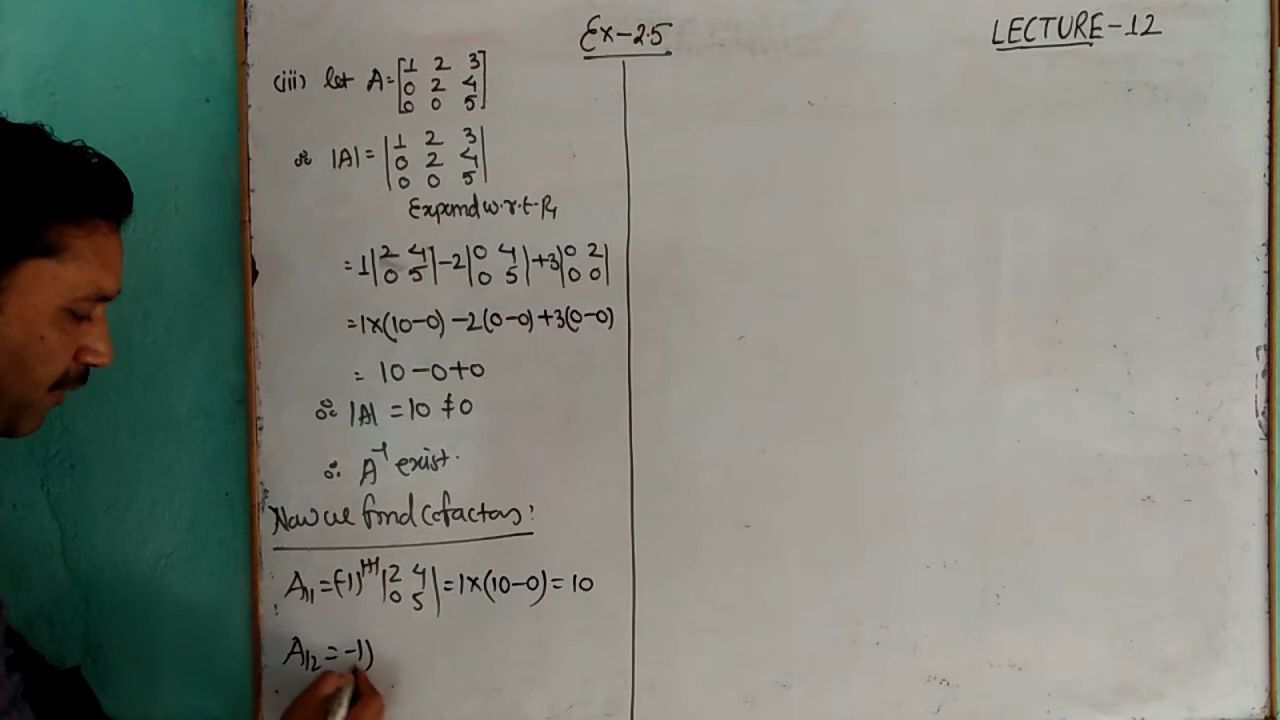 Ex-2.5
LECTURE-12
(iii) let A=[1 2 3
0 2 4
0 0 5]
∴ |A| = |1 2 3
0 2 4
0 0 5|
Expand w.r.t R1
=1|2 4 0 5|-2|0 4 0 5|+3|0 2 0 0|
=1x(10-0)-2(0-0)+3(0-0)
= 10-0+0
∵ |A| = 10 ≠ 0
∴ A⁻¹ exist.
Now we find Cofactors:
A11=(-1)¹⁺¹|2 4 0 5|=1x(10-0)=10
A12=-1)